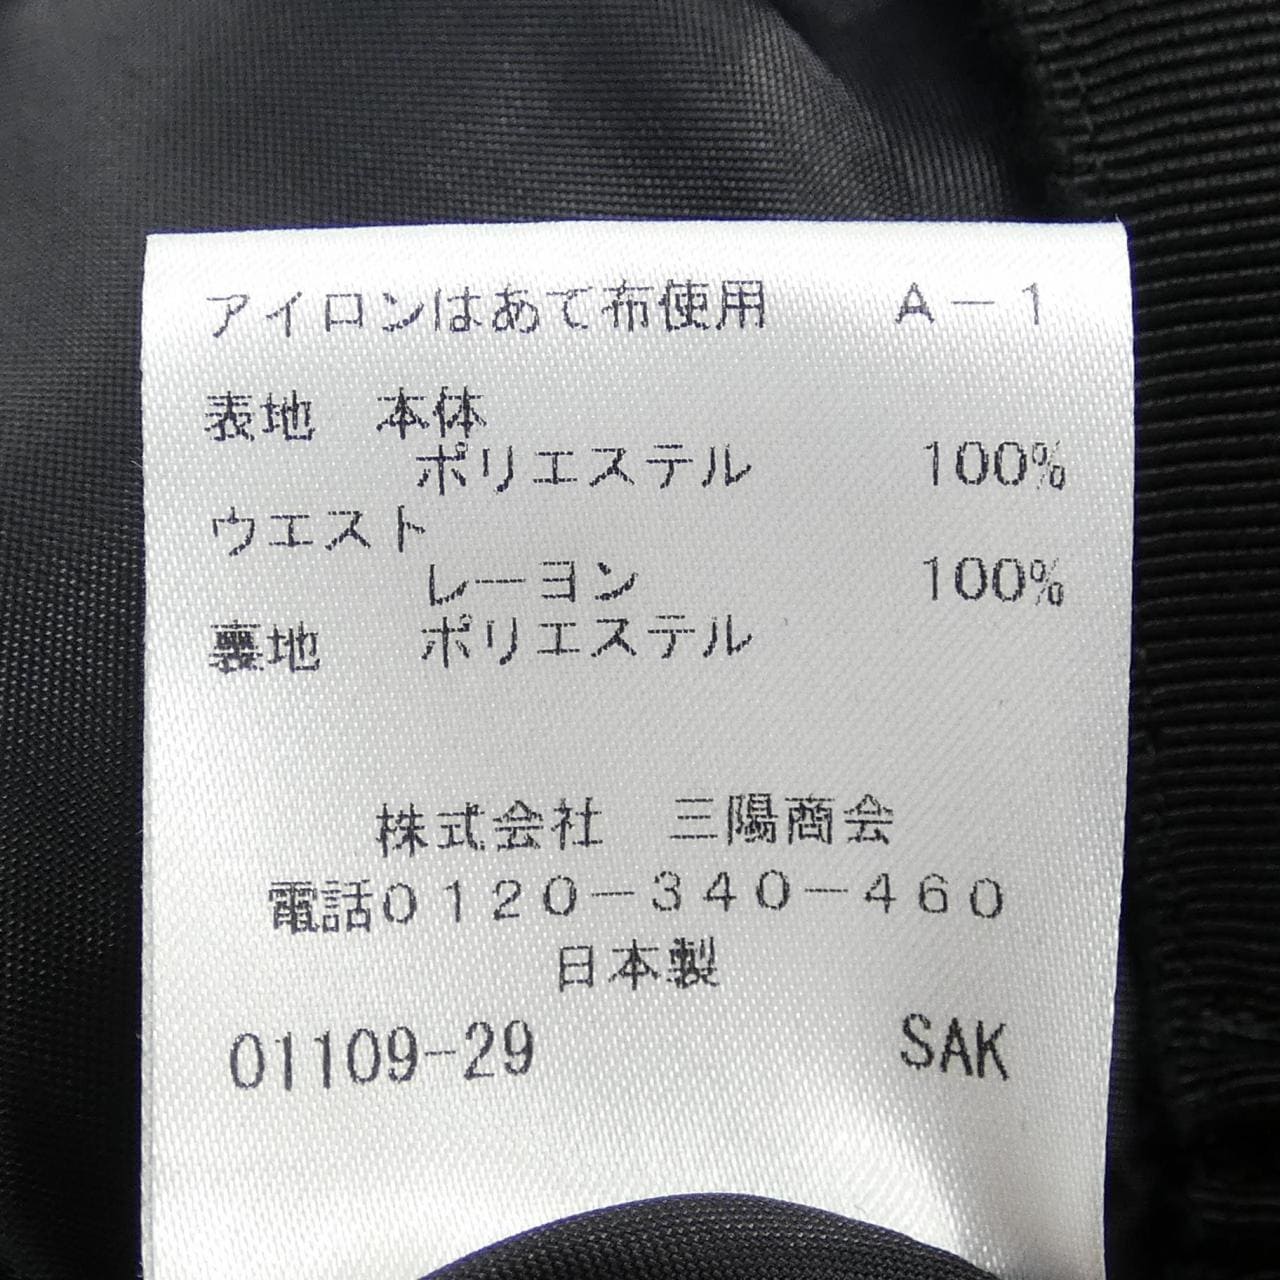 アイロンはあて布使用 A－1
表地 本体
ポリエステル 100%
ウエスト
レーヨン 100%
裏地 ポリエステル
株式会社 三陽商会
電話0120－340－460
日本製
01109-29 SAK